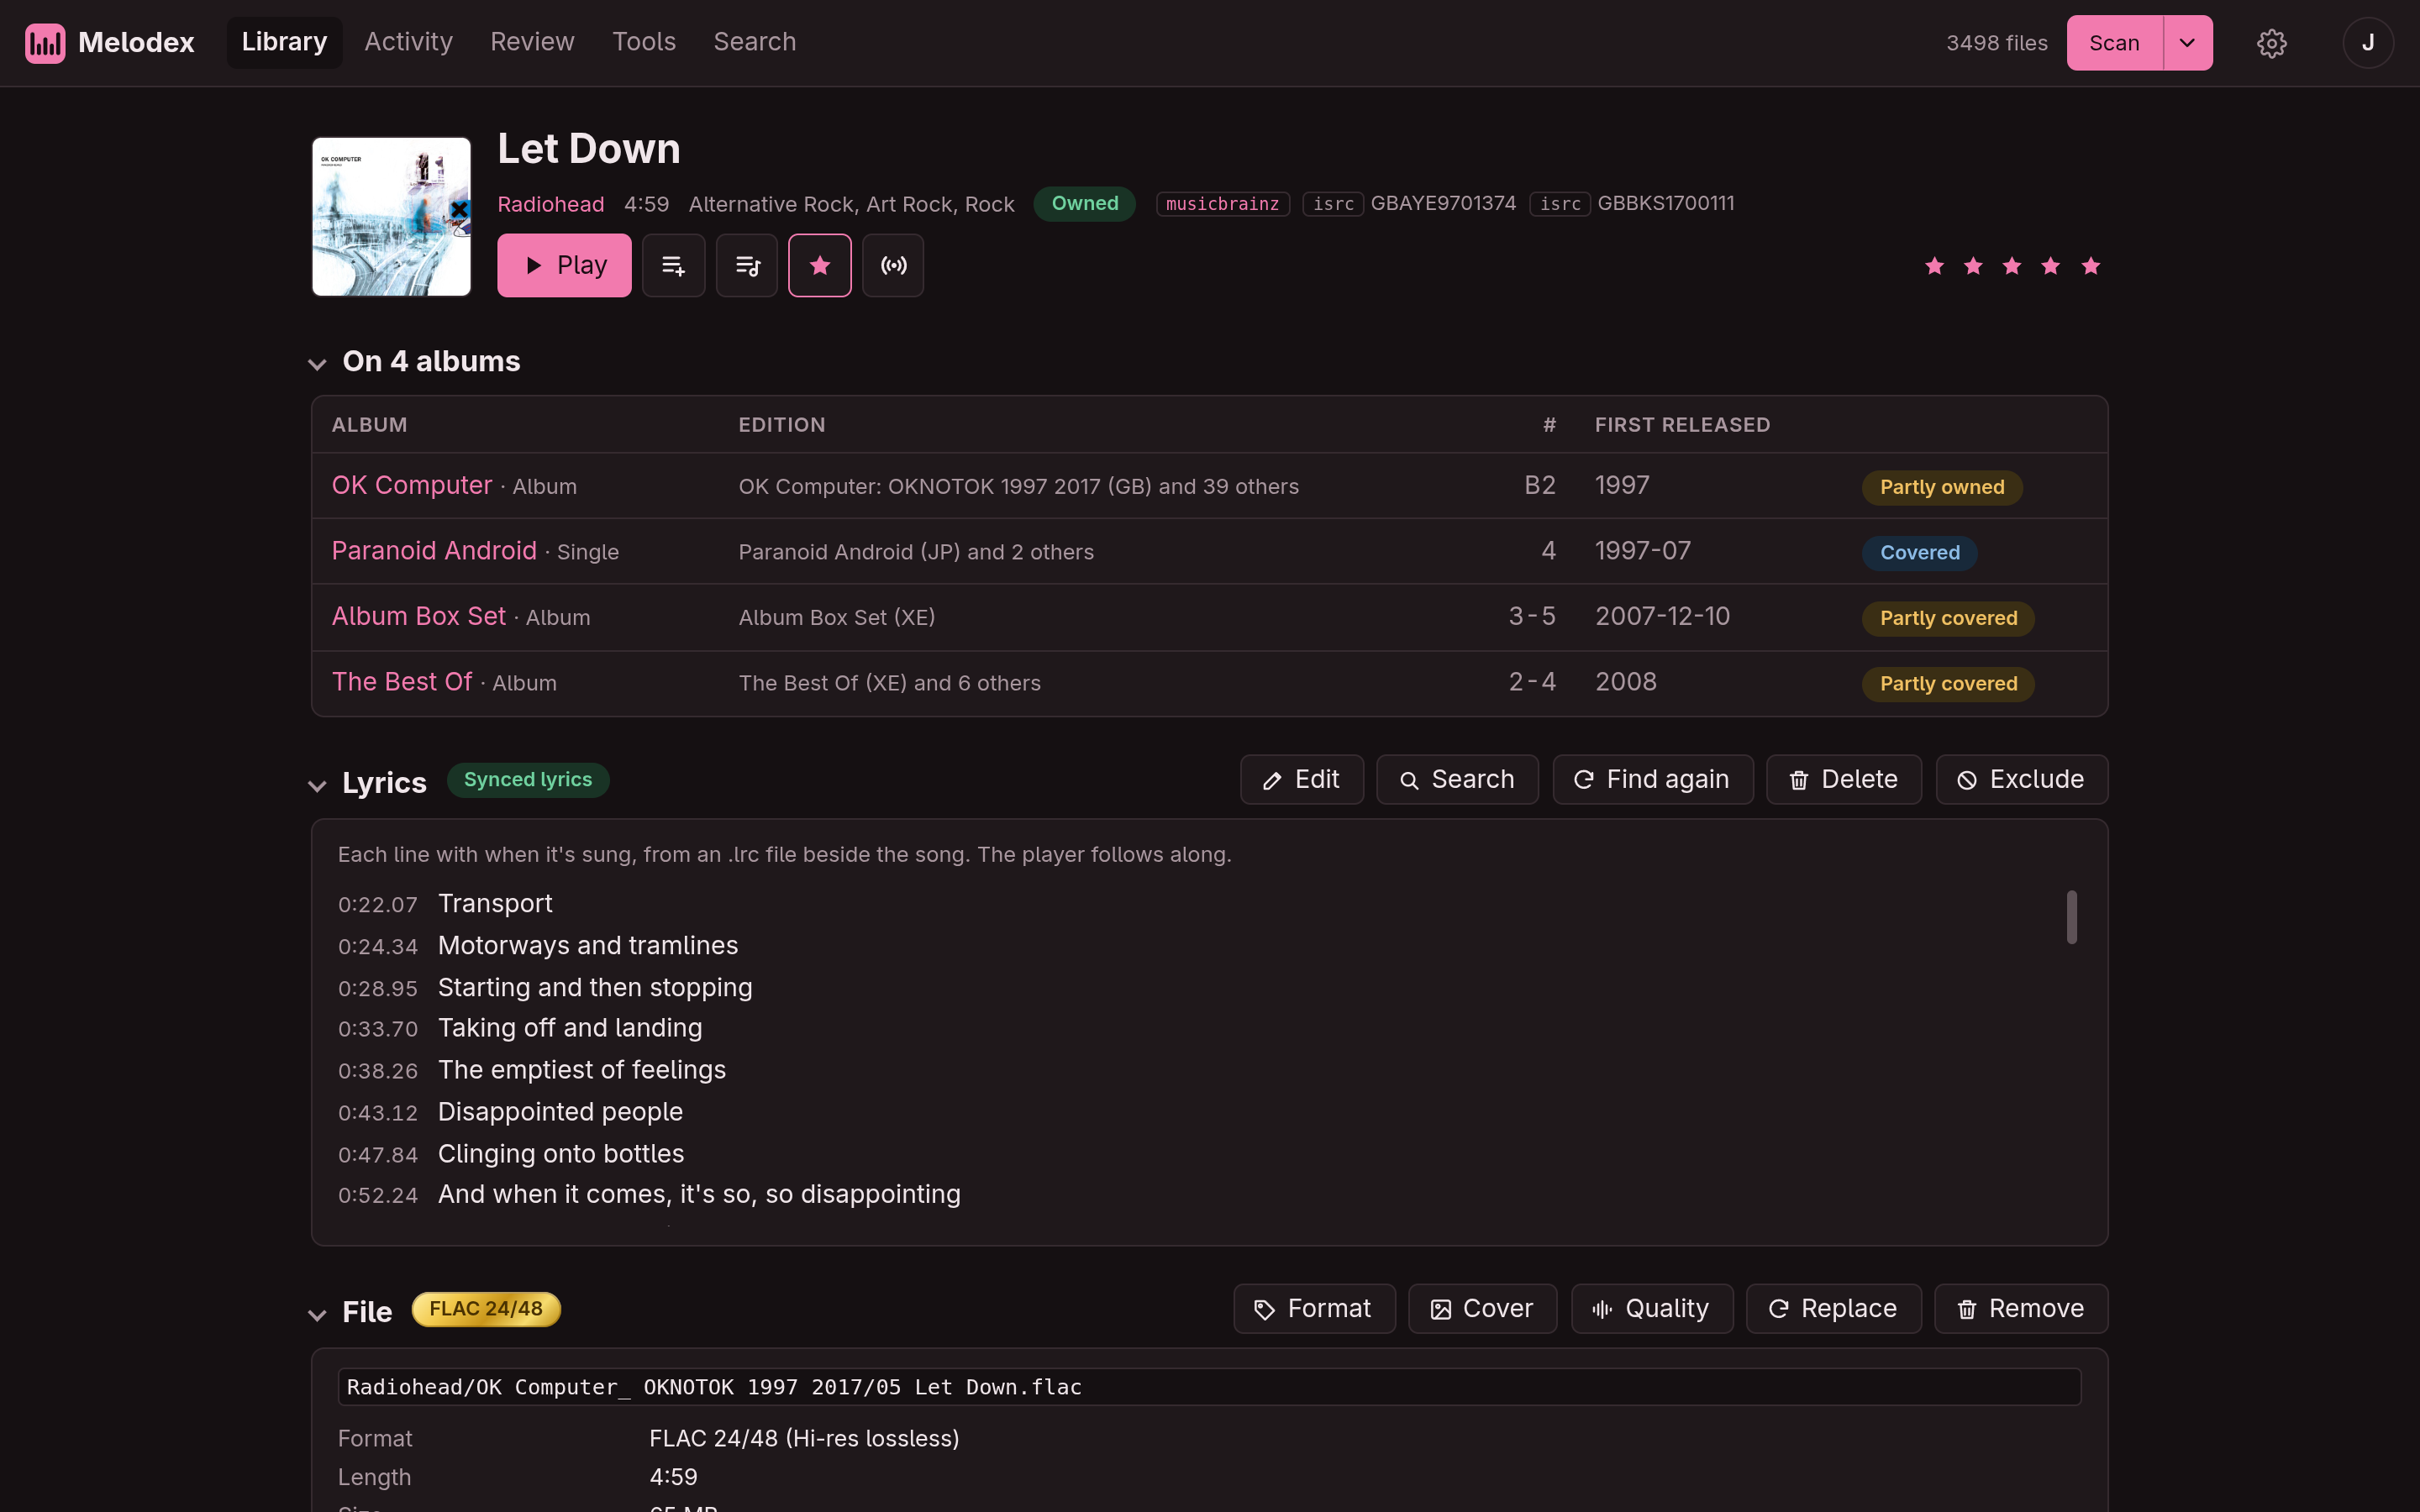 Melodex Library Activity Review Tools Search 3498 files Scan J
OK COMPUTER
Let Down
Radiohead 4:59 Alternative Rock, Art Rock, Rock Owned musicbrainz isrc GBAYE9701374 isrc GBBKS1700111
Play
On 4 albums
ALBUM EDITION # FIRST RELEASED
OK Computer · Album OK Computer: OKNOTOK 1997 2017 (GB) and 39 others B2 1997 Partly owned
Paranoid Android · Single Paranoid Android (JP) and 2 others 4 1997-07 Covered
Album Box Set · Album Album Box Set (XE) 3-5 2007-12-10 Partly covered
The Best Of · Album The Best Of (XE) and 6 others 2-4 2008 Partly covered
Lyrics Synced lyrics Edit Search Find again Delete Exclude
Each line with when it's sung, from an .lrc file beside the song. The player follows along.
0:22.07 Transport
0:24.34 Motorways and tramlines
0:28.95 Starting and then stopping
0:33.70 Taking off and landing
0:38.26 The emptiest of feelings
0:43.12 Disappointed people
0:47.84 Clinging onto bottles
0:52.24 And when it comes, it's so, so disappointing
File FLAC 24/48 Format Cover Quality Replace Remove
Radiohead/OK Computer_ OKNOTOK 1997 2017/05 Let Down.flac
Format FLAC 24/48 (Hi-res lossless)
Length 4:59